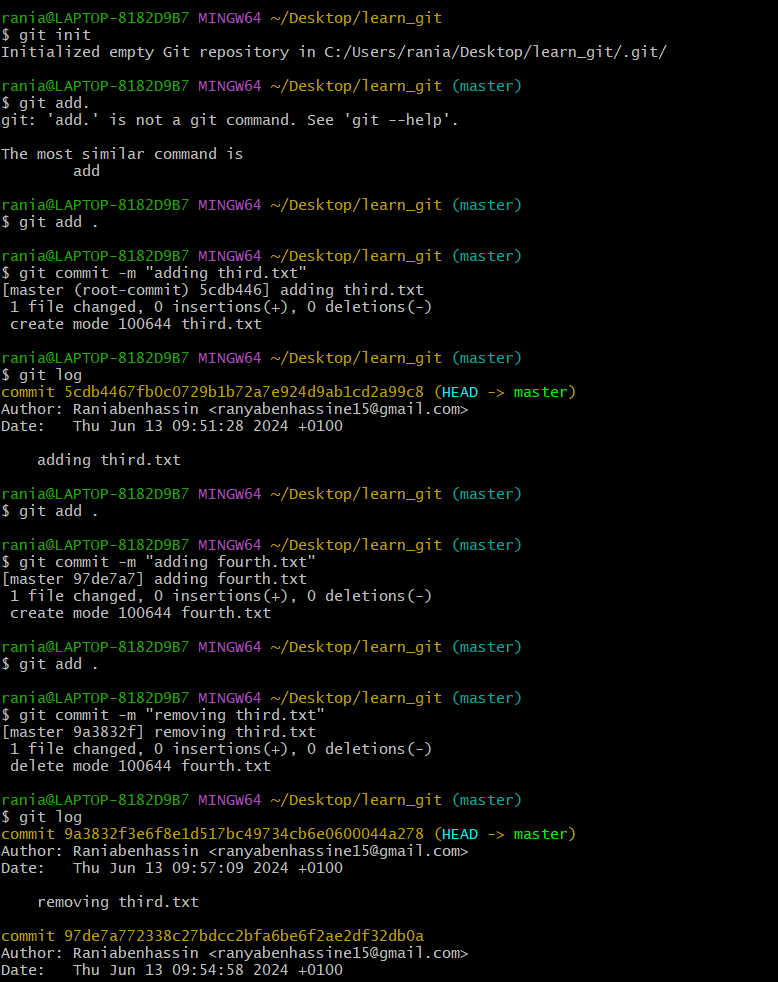 rania@LAPTOP-8182D9B7 MINGW64 ~/Desktop/learn_git
$ git init
Initialized empty Git repository in C:/Users/rania/Desktop/learn_git/.git/

rania@LAPTOP-8182D9B7 MINGW64 ~/Desktop/learn_git (master)
$ git add.
git: 'add.' is not a git command. See 'git --help'.

The most similar command is
        add

rania@LAPTOP-8182D9B7 MINGW64 ~/Desktop/learn_git (master)
$ git add .

rania@LAPTOP-8182D9B7 MINGW64 ~/Desktop/learn_git (master)
$ git commit -m "adding third.txt"
[master (root-commit) 5cdb446] adding third.txt
 1 file changed, 0 insertions(+), 0 deletions(-)
 create mode 100644 third.txt

rania@LAPTOP-8182D9B7 MINGW64 ~/Desktop/learn_git (master)
$ git log
commit 5cdb4467fb0c0729b1b72a7e924d9ab1cd2a99c8 (HEAD -> master)
Author: Raniabenhassin <ranyabenhassine15@gmail.com>
Date:   Thu Jun 13 09:51:28 2024 +0100

    adding third.txt

rania@LAPTOP-8182D9B7 MINGW64 ~/Desktop/learn_git (master)
$ git add .

rania@LAPTOP-8182D9B7 MINGW64 ~/Desktop/learn_git (master)
$ git commit -m "adding fourth.txt"
[master 97de7a7] adding fourth.txt
 1 file changed, 0 insertions(+), 0 deletions(-)
 create mode 100644 fourth.txt

rania@LAPTOP-8182D9B7 MINGW64 ~/Desktop/learn_git (master)
$ git add .

rania@LAPTOP-8182D9B7 MINGW64 ~/Desktop/learn_git (master)
$ git commit -m "removing third.txt"
[master 9a3832f] removing third.txt
 1 file changed, 0 insertions(+), 0 deletions(-)
 delete mode 100644 fourth.txt

rania@LAPTOP-8182D9B7 MINGW64 ~/Desktop/learn_git (master)
$ git log
commit 9a3832f3e6f8e1d517bc49734cb6e0600044a278 (HEAD -> master)
Author: Raniabenhassin <ranyabenhassine15@gmail.com>
Date:   Thu Jun 13 09:57:09 2024 +0100

    removing third.txt

commit 97de7a772338c27bdcc2bfa6be6f2ae2df32db0a
Author: Raniabenhassin <ranyabenhassine15@gmail.com>
Date:   Thu Jun 13 09:54:58 2024 +0100